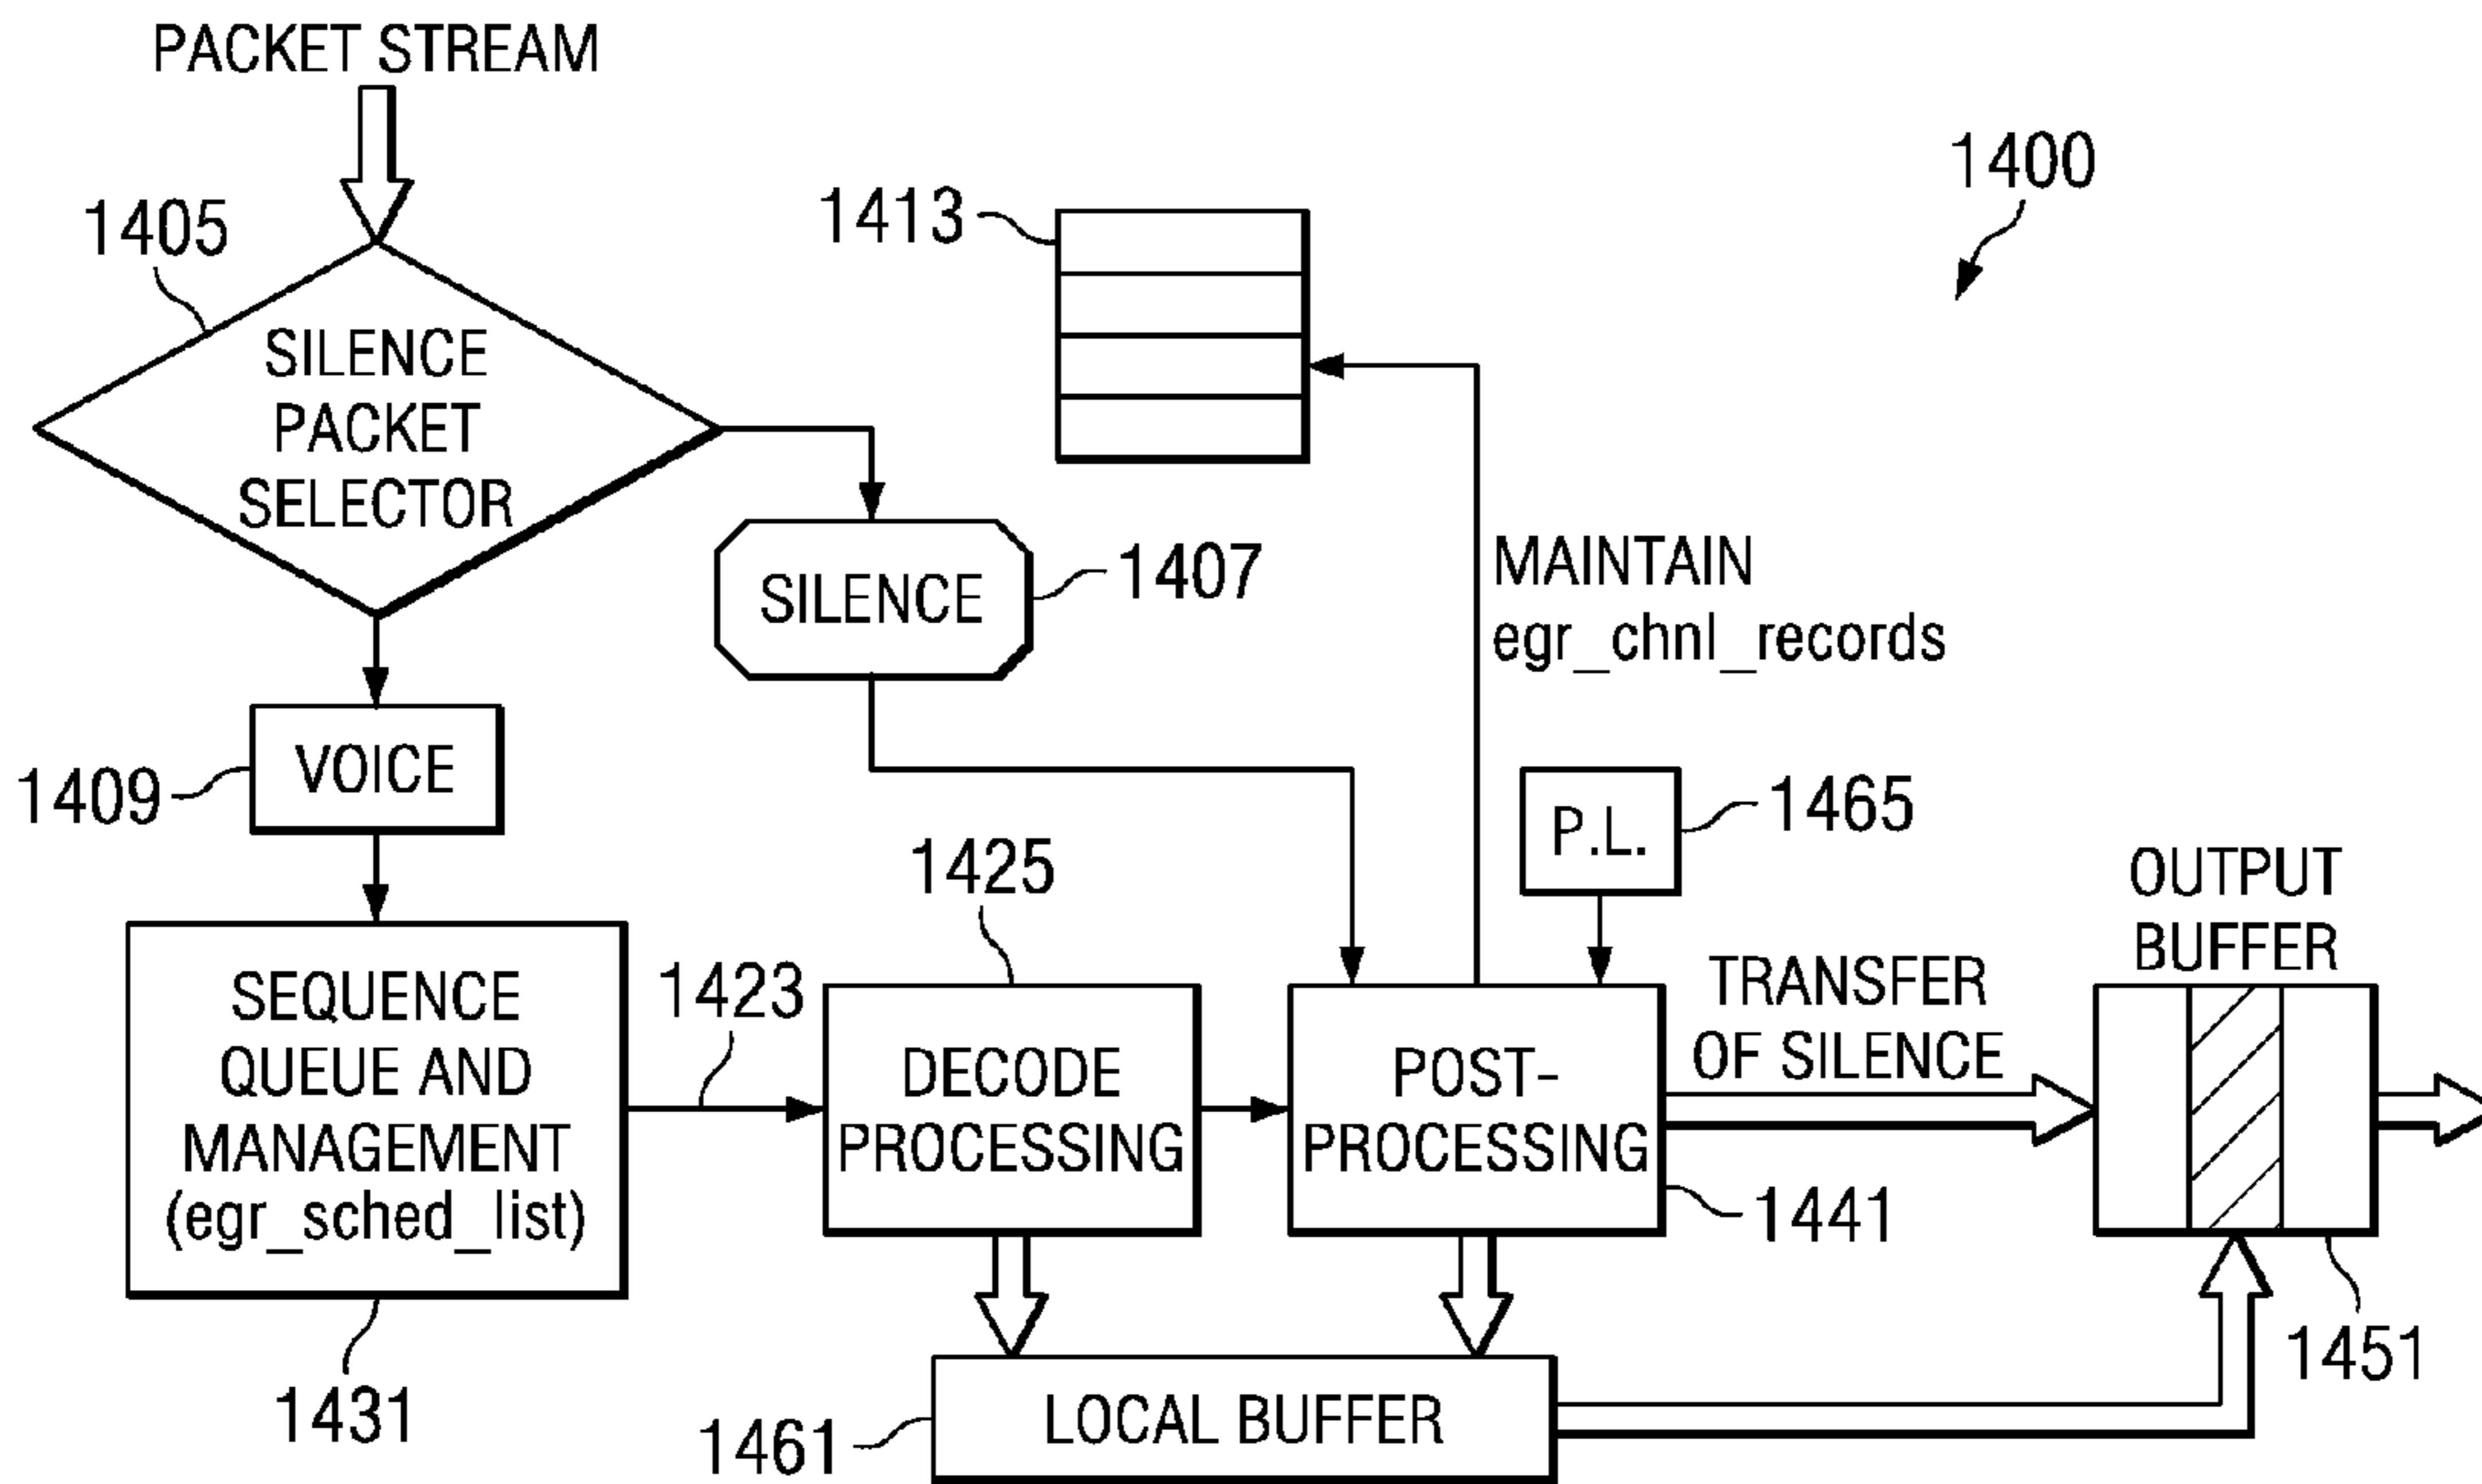 PACKET STREAM
1405
SILENCE
PACKET
SELECTOR
1413
1400
SILENCE
1407
MAINTAIN
egr_chnl_records
VOICE
1409
P.L.
1465
1425
OUTPUT
BUFFER
SEQUENCE
QUEUE AND
MANAGEMENT
(egr_sched_list)
1423
DECODE
PROCESSING
POST-
PROCESSING
TRANSFER
OF SILENCE
1441
1451
1431
1461
LOCAL BUFFER